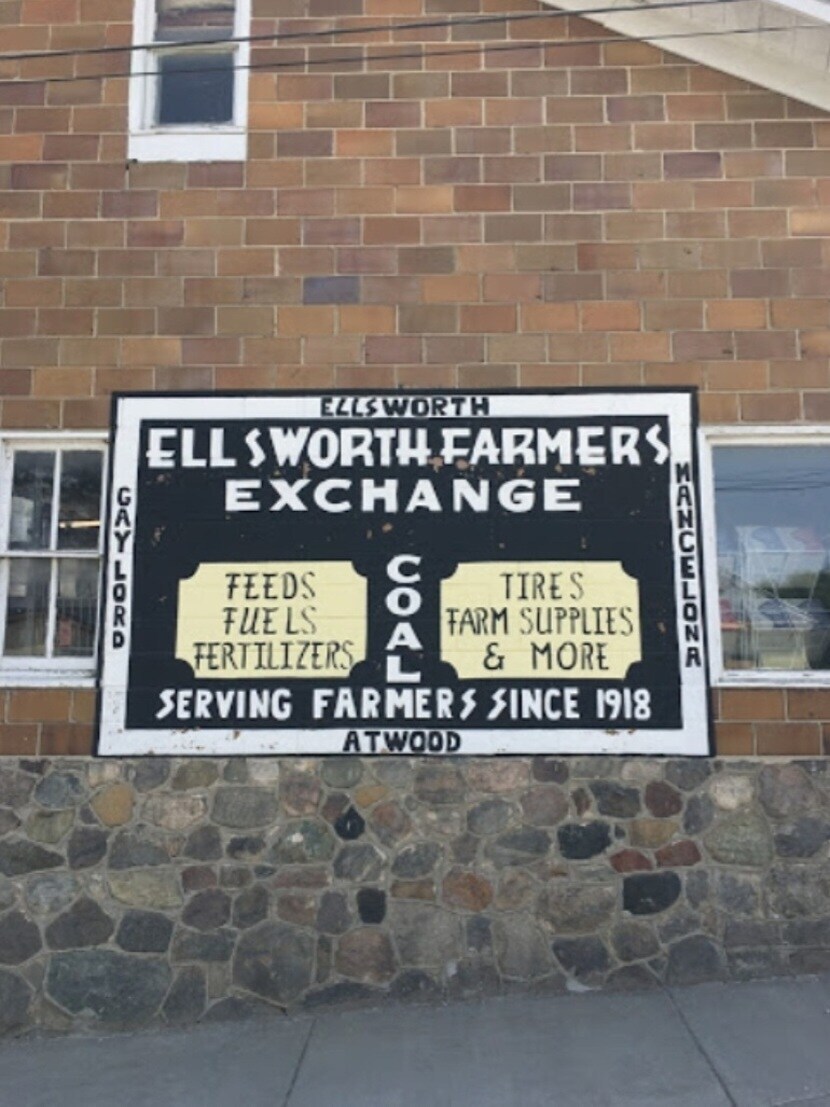 ELLSWORTH
ELLSWORTH FARMERS
EXCHANGE
GAYLORD
FEEDS
FUELS
FERTILIZERS
COAL
TIRES
FARM SUPPLIES
& MORE
MANCELONA
SERVING FARMERS SINCE 1918
ATWOOD